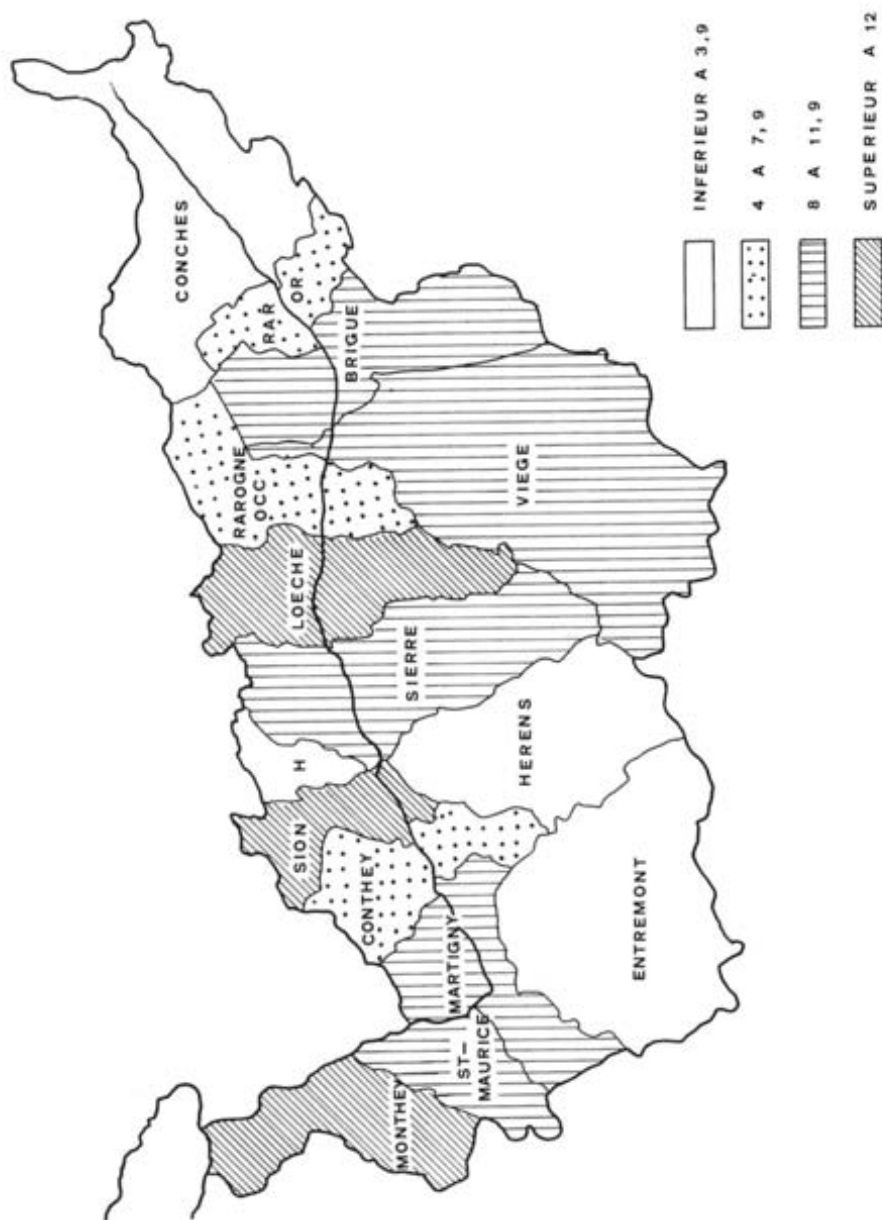 CONCHES
RAR
OR
BRIGUE
RAROGNE
OCC
VIEGE
LOECHE
SIERRE
H
HERENS
SION
CONTHEY
MARTIGNY
ENTREMONT
ST–
MAURICE
MONTHEY
INFERIEUR A 3,9
4 A 7,9
8 A 11,9
SUPERIEUR A 12